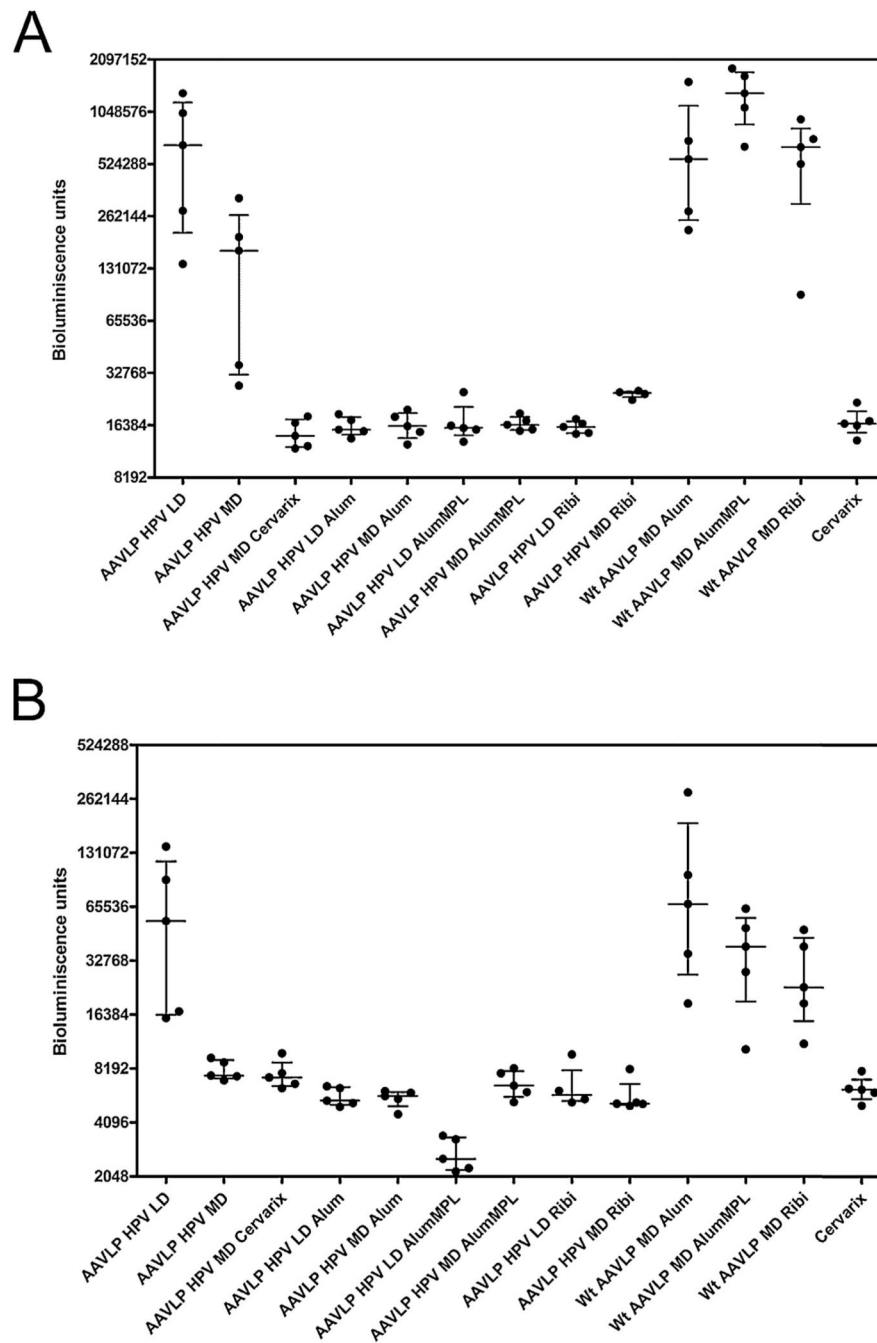 A
Bioluminiscence units
2097152
1048576
524288
262144
131072
65536
32768
16384
8192
AAVLP HPV LD
AAVLP HPV MD
AAVLP HPV MD Cervarix
AAVLP HPV LD Alum
AAVLP HPV MD Alum
AAVLP HPV LD AlumMPL
AAVLP HPV MD AlumMPL
AAVLP HPV LD Ribi
AAVLP HPV MD Ribi
Wt AAVLP MD Alum
Wt AAVLP MD AlumMPL
Wt AAVLP MD Ribi
Cervarix
B
Bioluminiscence units
524288
262144
131072
65536
32768
16384
8192
4096
2048
AAVLP HPV LD
AAVLP HPV MD
AAVLP HPV MD Cervarix
AAVLP HPV LD Alum
AAVLP HPV MD Alum
AAVLP HPV LD AlumMPL
AAVLP HPV MD AlumMPL
AAVLP HPV LD Ribi
AAVLP HPV MD Ribi
Wt AAVLP MD Alum
Wt AAVLP MD AlumMPL
Wt AAVLP MD Ribi
Cervarix